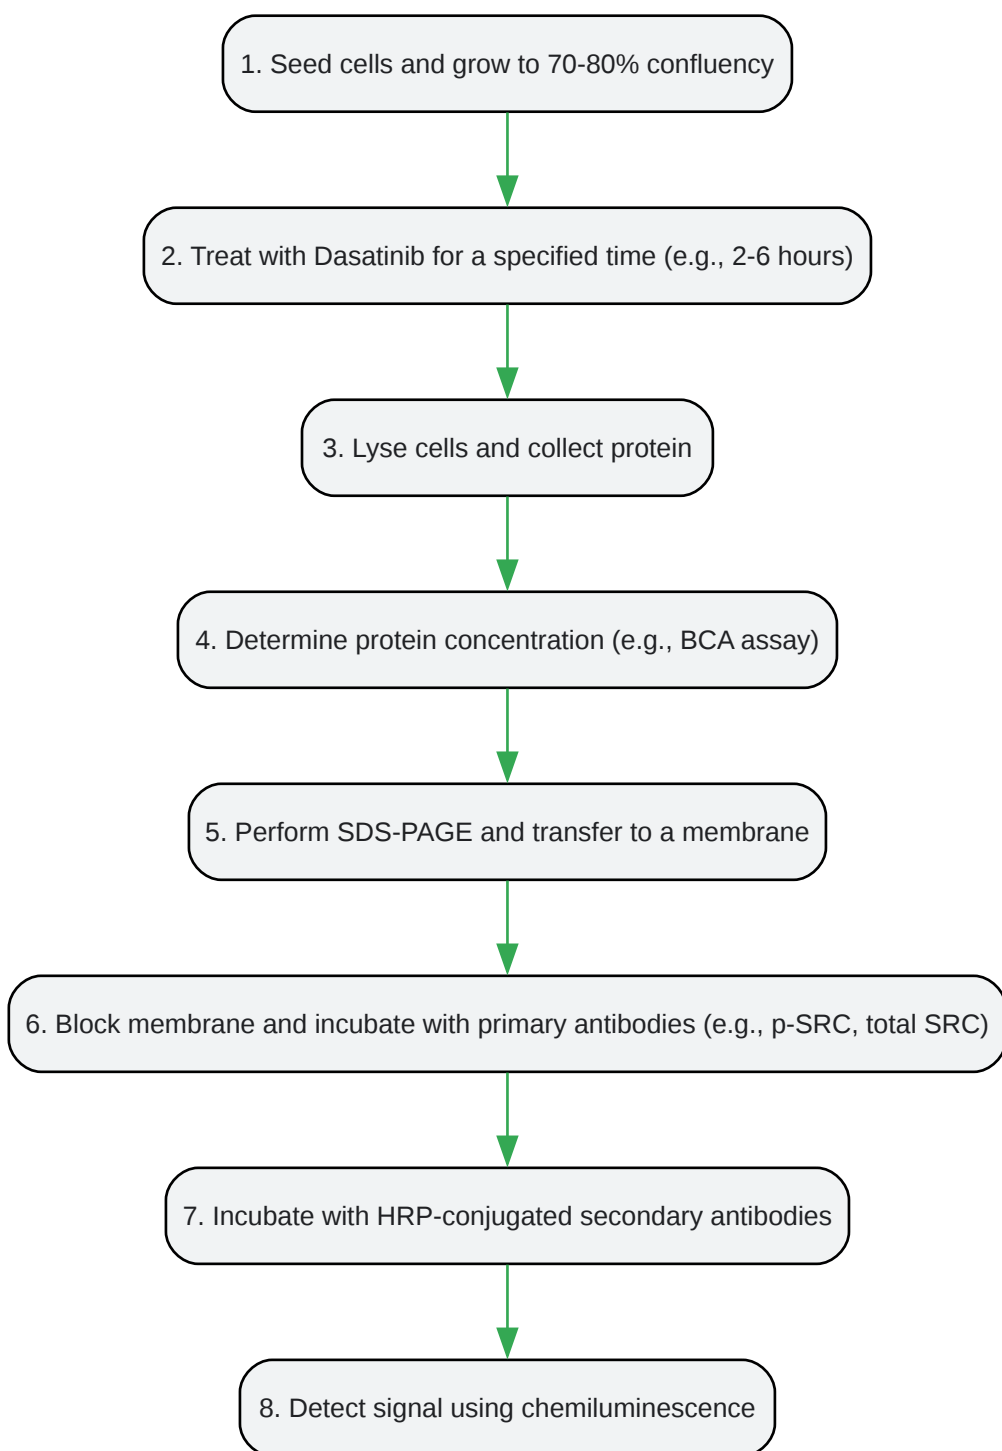 1. Seed cells and grow to 70-80% confluency
2. Treat with Dasatinib for a specified time (e.g., 2-6 hours)
3. Lyse cells and collect protein
4. Determine protein concentration (e.g., BCA assay)
5. Perform SDS-PAGE and transfer to a membrane
6. Block membrane and incubate with primary antibodies (e.g., p-SRC, total SRC)
7. Incubate with HRP-conjugated secondary antibodies
8. Detect signal using chemiluminescence